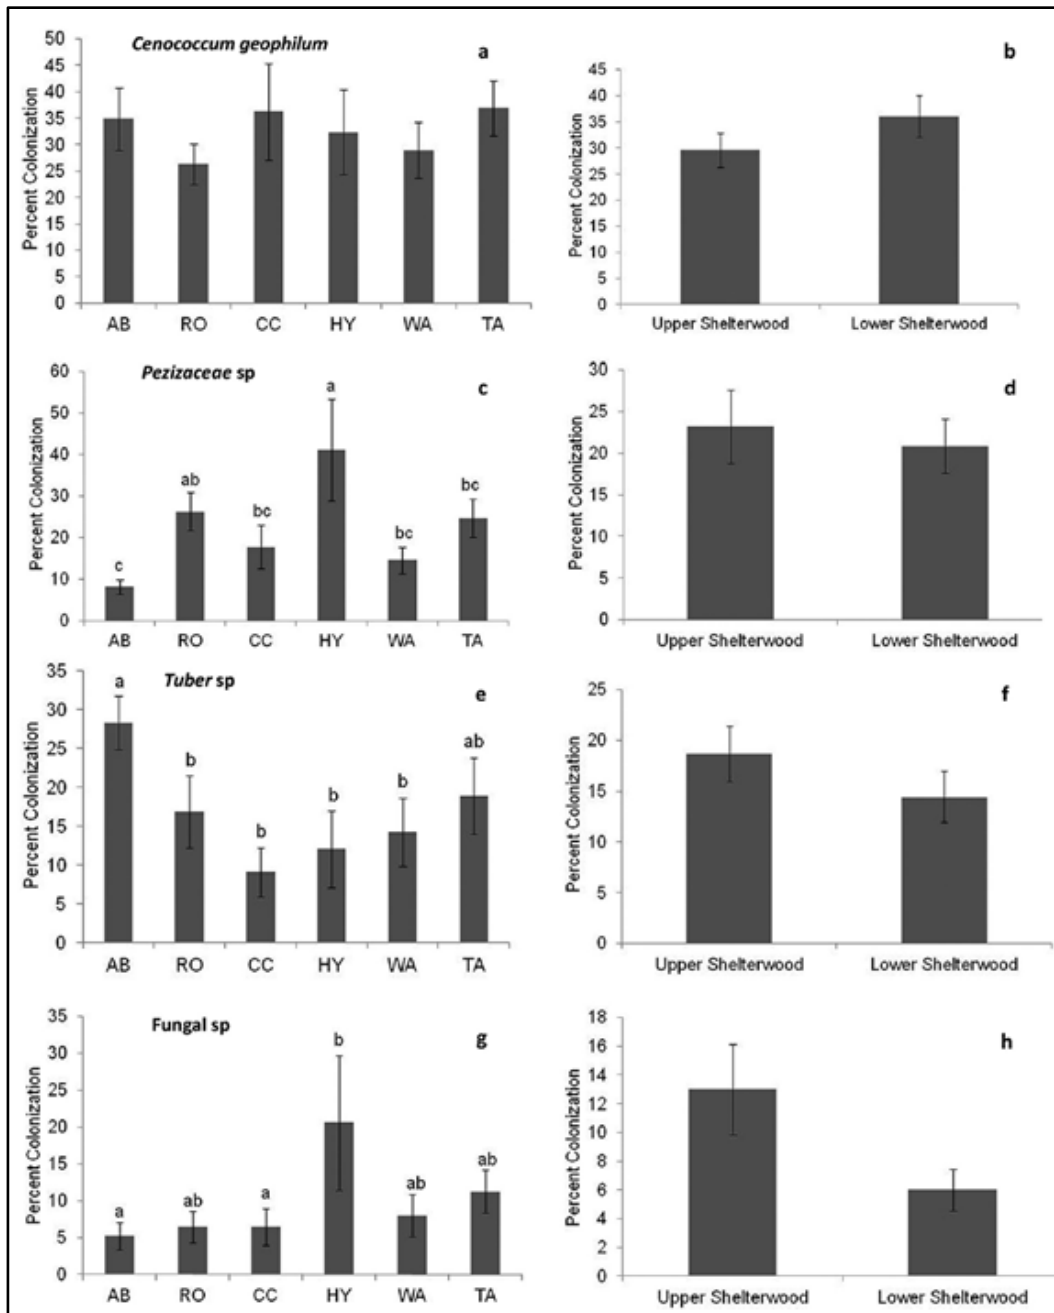 Cenococcum geophilum
a
Percent Colonization
50
45
40
35
30
25
20
15
10
5
0
AB RO CC HY WA TA
b
Percent Colonization
45
40
35
30
25
20
15
10
5
0
Upper Shelterwood Lower Shelterwood
Pezizaceae sp
c
Percent Colonization
60
50
40
30
20
10
0
c ab bc a bc bc
AB RO CC HY WA TA
d
Percent Colonization
30
25
20
15
10
5
0
Upper Shelterwood Lower Shelterwood
Tuber sp
e
Percent Colonization
35
30
25
20
15
10
5
0
a b b b b ab
AB RO CC HY WA TA
f
Percent Colonization
25
20
15
10
5
0
Upper Shelterwood Lower Shelterwood
Fungal sp
g
Percent Colonization
35
30
25
20
15
10
5
0
a ab a b ab ab
AB RO CC HY WA TA
h
Percent Colonization
18
16
14
12
10
8
6
4
2
0
Upper Shelterwood Lower Shelterwood